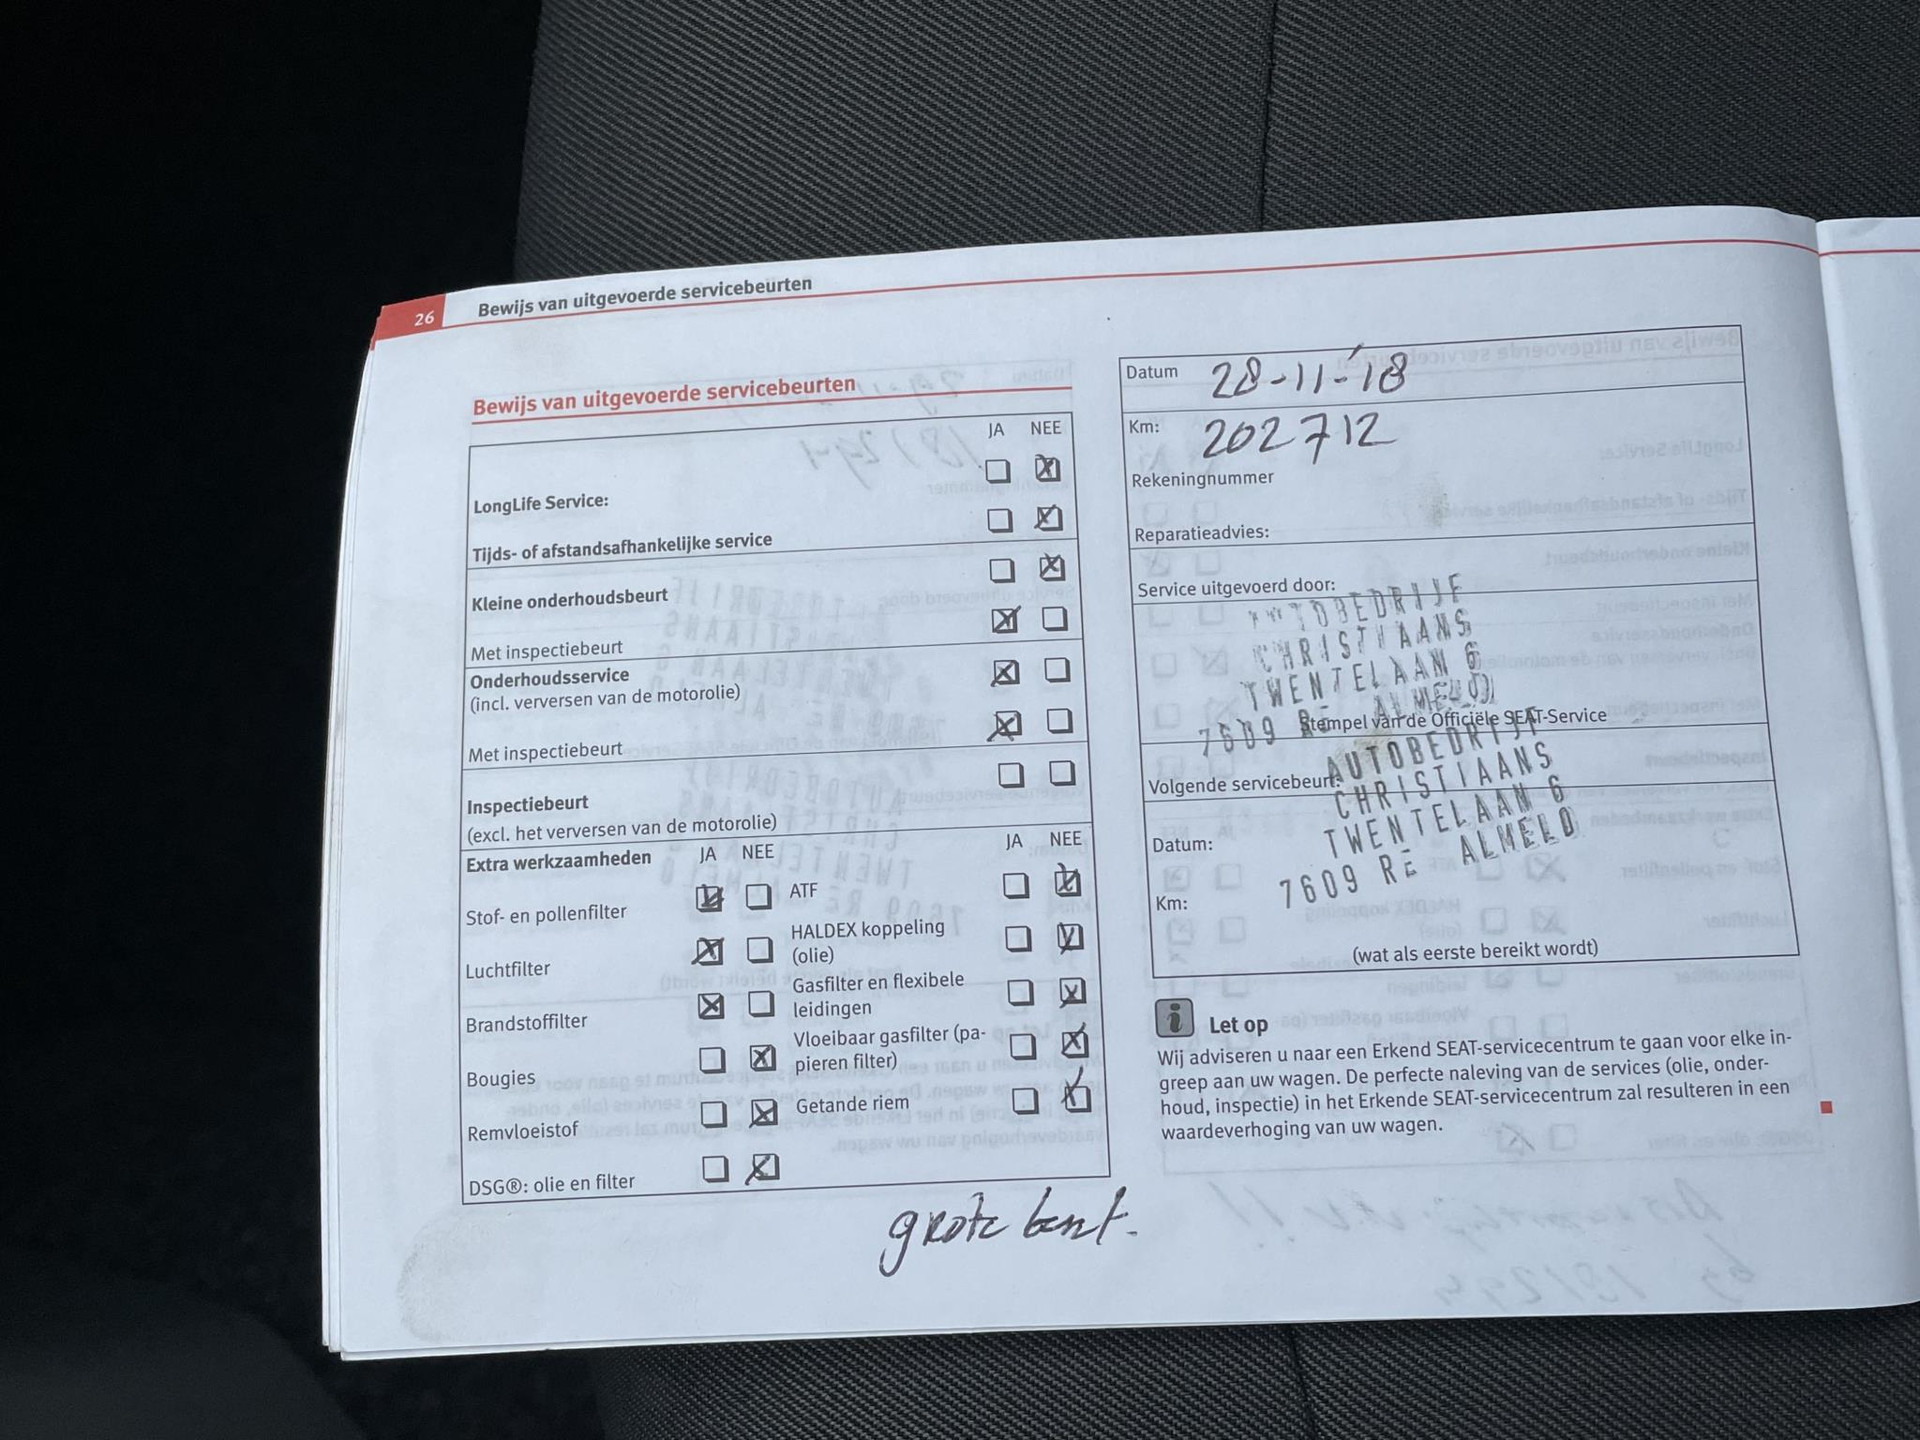 26
Bewijs van uitgevoerde servicebeurten
Bewijs van uitgevoerde servicebeurten
JA NEE
LongLife Service:
Tijds- of afstandsafhankelijke service
Kleine onderhoudsbeurt
Met inspectiebeurt
Onderhoudsservice
(incl. verversen van de motorolie)
Met inspectiebeurt
Inspectiebeurt
(excl. het verversen van de motorolie)
Extra werkzaamheden JA NEE
Stof- en pollenfilter
Luchtfilter
Brandstoffilter
Bougies
Remvloeistof
DSG®: olie en filter
JA NEE
ATF
HALDEX koppeling
(olie)
Gasfilter en flexibele
leidingen
Vloeibaar gasfilter (pa-
pieren filter)
Getande riem
grote beurt.
Datum 28-11-'18
Km: 202712
Rekeningnummer
Reparatieadvies:
Service uitgevoerd door:
AUTOBEDRIJF
CHRISTIAANS
TWENTELAAN 6
7609 RE ALMELO
Stempel van de Officiële SEAT-Service
Volgende servicebeurt:
AUTOBEDRIJF
CHRISTIAANS
TWENTELAAN 6
7609 RE ALMELO
Datum:
Km:
(wat als eerste bereikt wordt)
Let op
Wij adviseren u naar een Erkend SEAT-servicecentrum te gaan voor elke in-
greep aan uw wagen. De perfecte naleving van de services (olie, onder-
houd, inspectie) in het Erkende SEAT-servicecentrum zal resulteren in een
waardeverhoging van uw wagen.